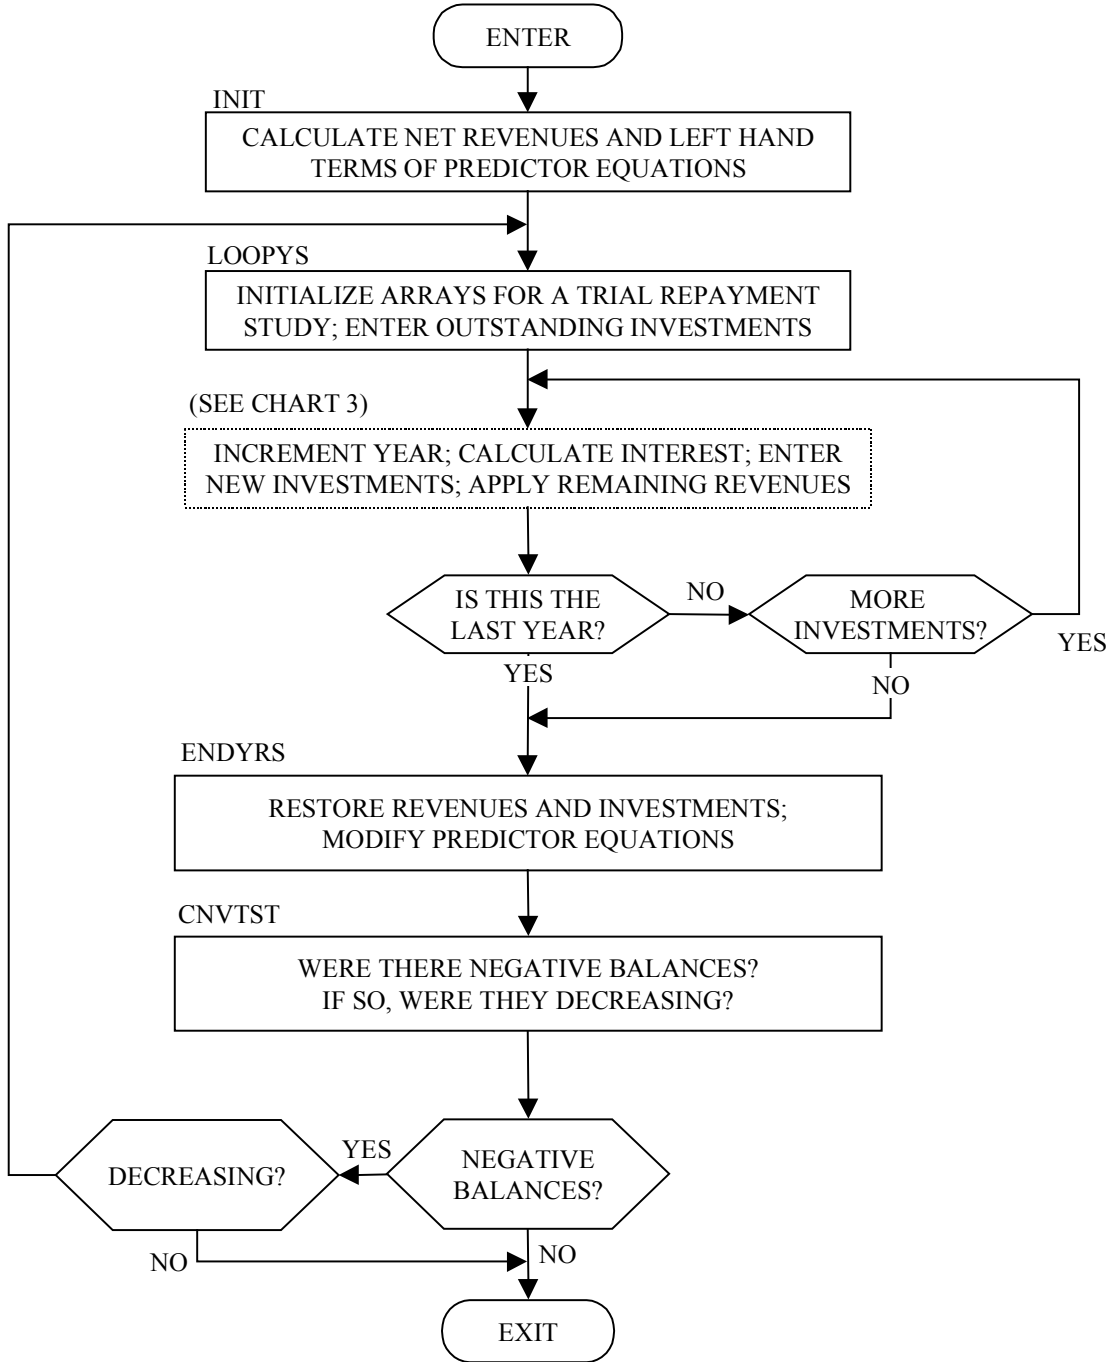 ENTER
INIT
CALCULATE NET REVENUES AND LEFT HAND
TERMS OF PREDICTOR EQUATIONS
LOOPYS
INITIALIZE ARRAYS FOR A TRIAL REPAYMENT
STUDY; ENTER OUTSTANDING INVESTMENTS
(SEE CHART 3)
INCREMENT YEAR; CALCULATE INTEREST; ENTER
NEW INVESTMENTS; APPLY REMAINING REVENUES
IS THIS THE
LAST YEAR?
NO
MORE
INVESTMENTS?
YES
YES
NO
ENDYRS
RESTORE REVENUES AND INVESTMENTS;
MODIFY PREDICTOR EQUATIONS
CNVTST
WERE THERE NEGATIVE BALANCES?
IF SO, WERE THEY DECREASING?
DECREASING?
YES
NEGATIVE
BALANCES?
NO
NO
EXIT